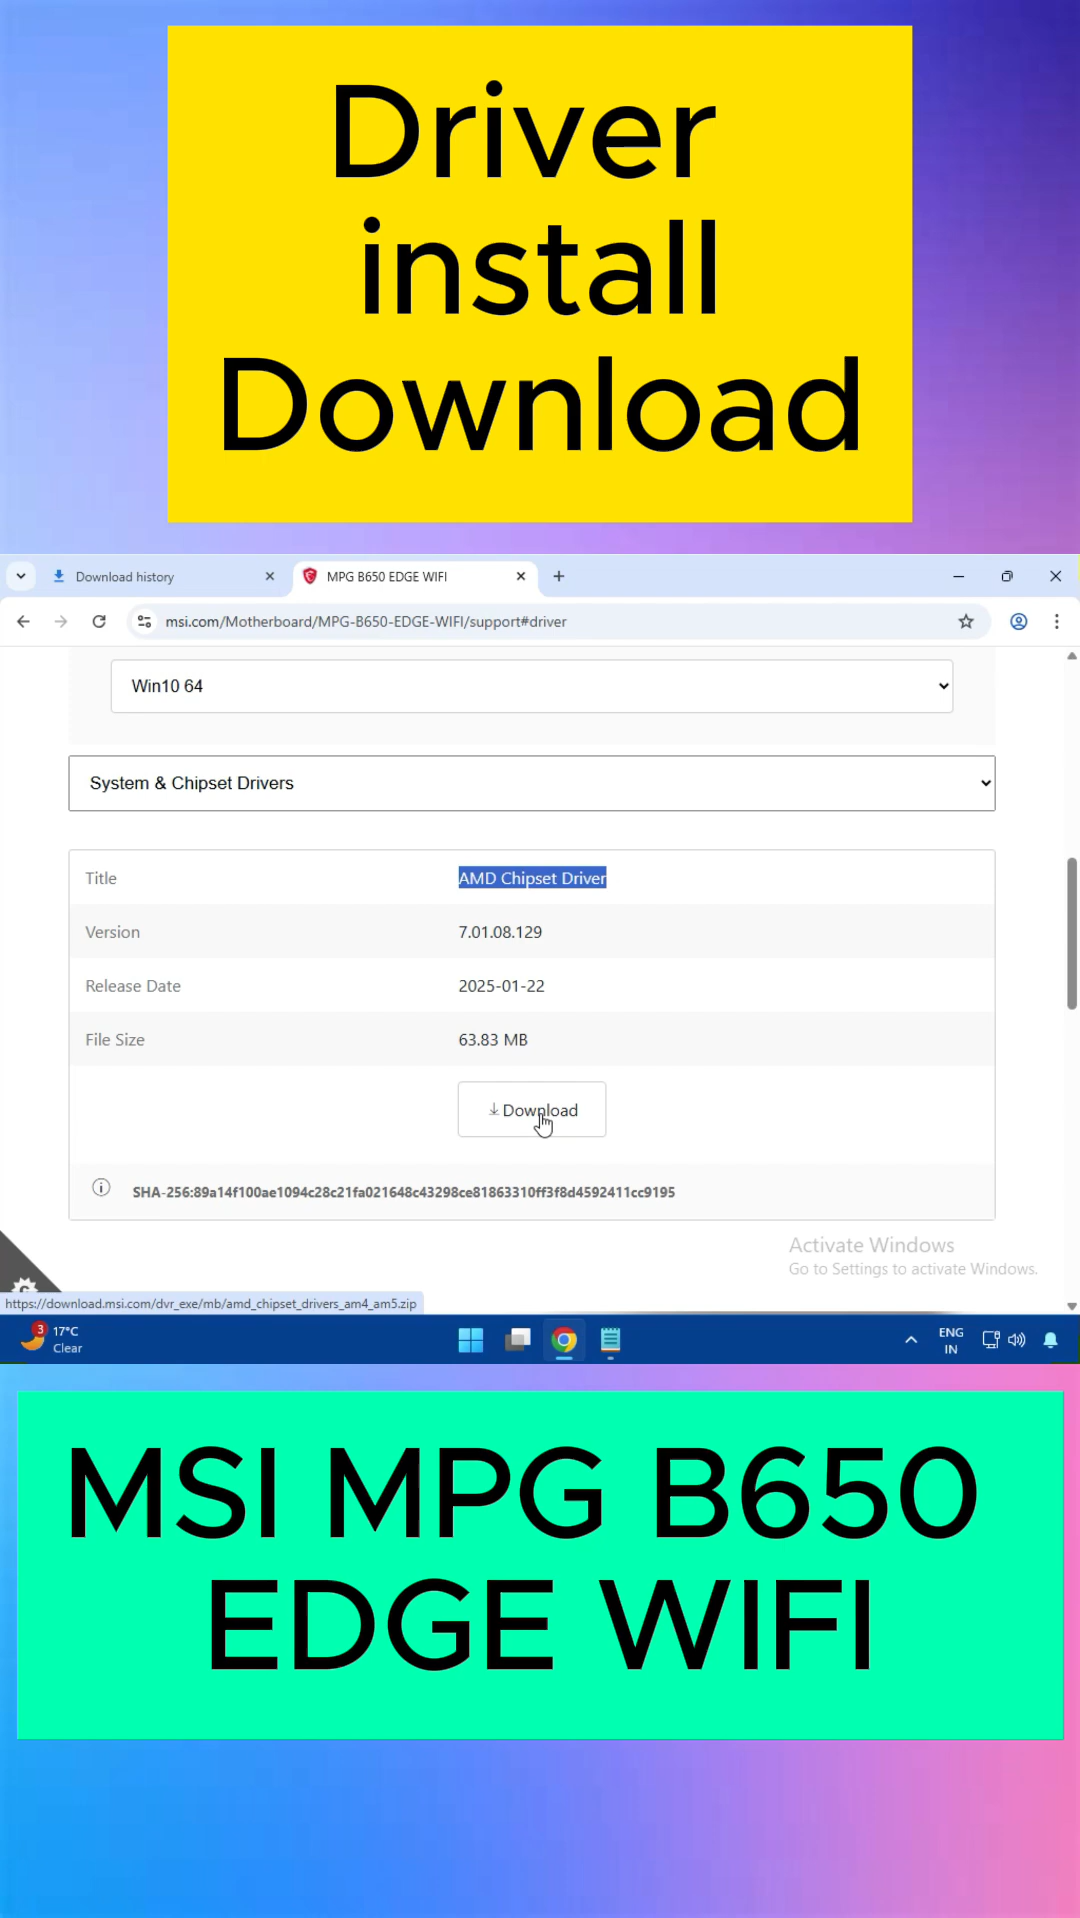 Driver
install
Download
Download history
MPG B650 EDGE WIFI
msi.com/Motherboard/MPG-B650-EDGE-WIFI/support#driver
Win10 64
System & Chipset Drivers
Title AMD Chipset Driver
Version 7.01.08.129
Release Date 2025-01-22
File Size 63.83 MB
Download
SHA-256:89a14f100ae1094c28c21fa021648c43298ce81863310ff3f8d4592411cc9195
Activate Windows
Go to Settings to activate Windows.
https://download.msi.com/dvr_exe/mb/amd_chipset_drivers_am4_am5.zip
3 17°C
Clear
ENG
IN
MSI MPG B650
EDGE WIFI